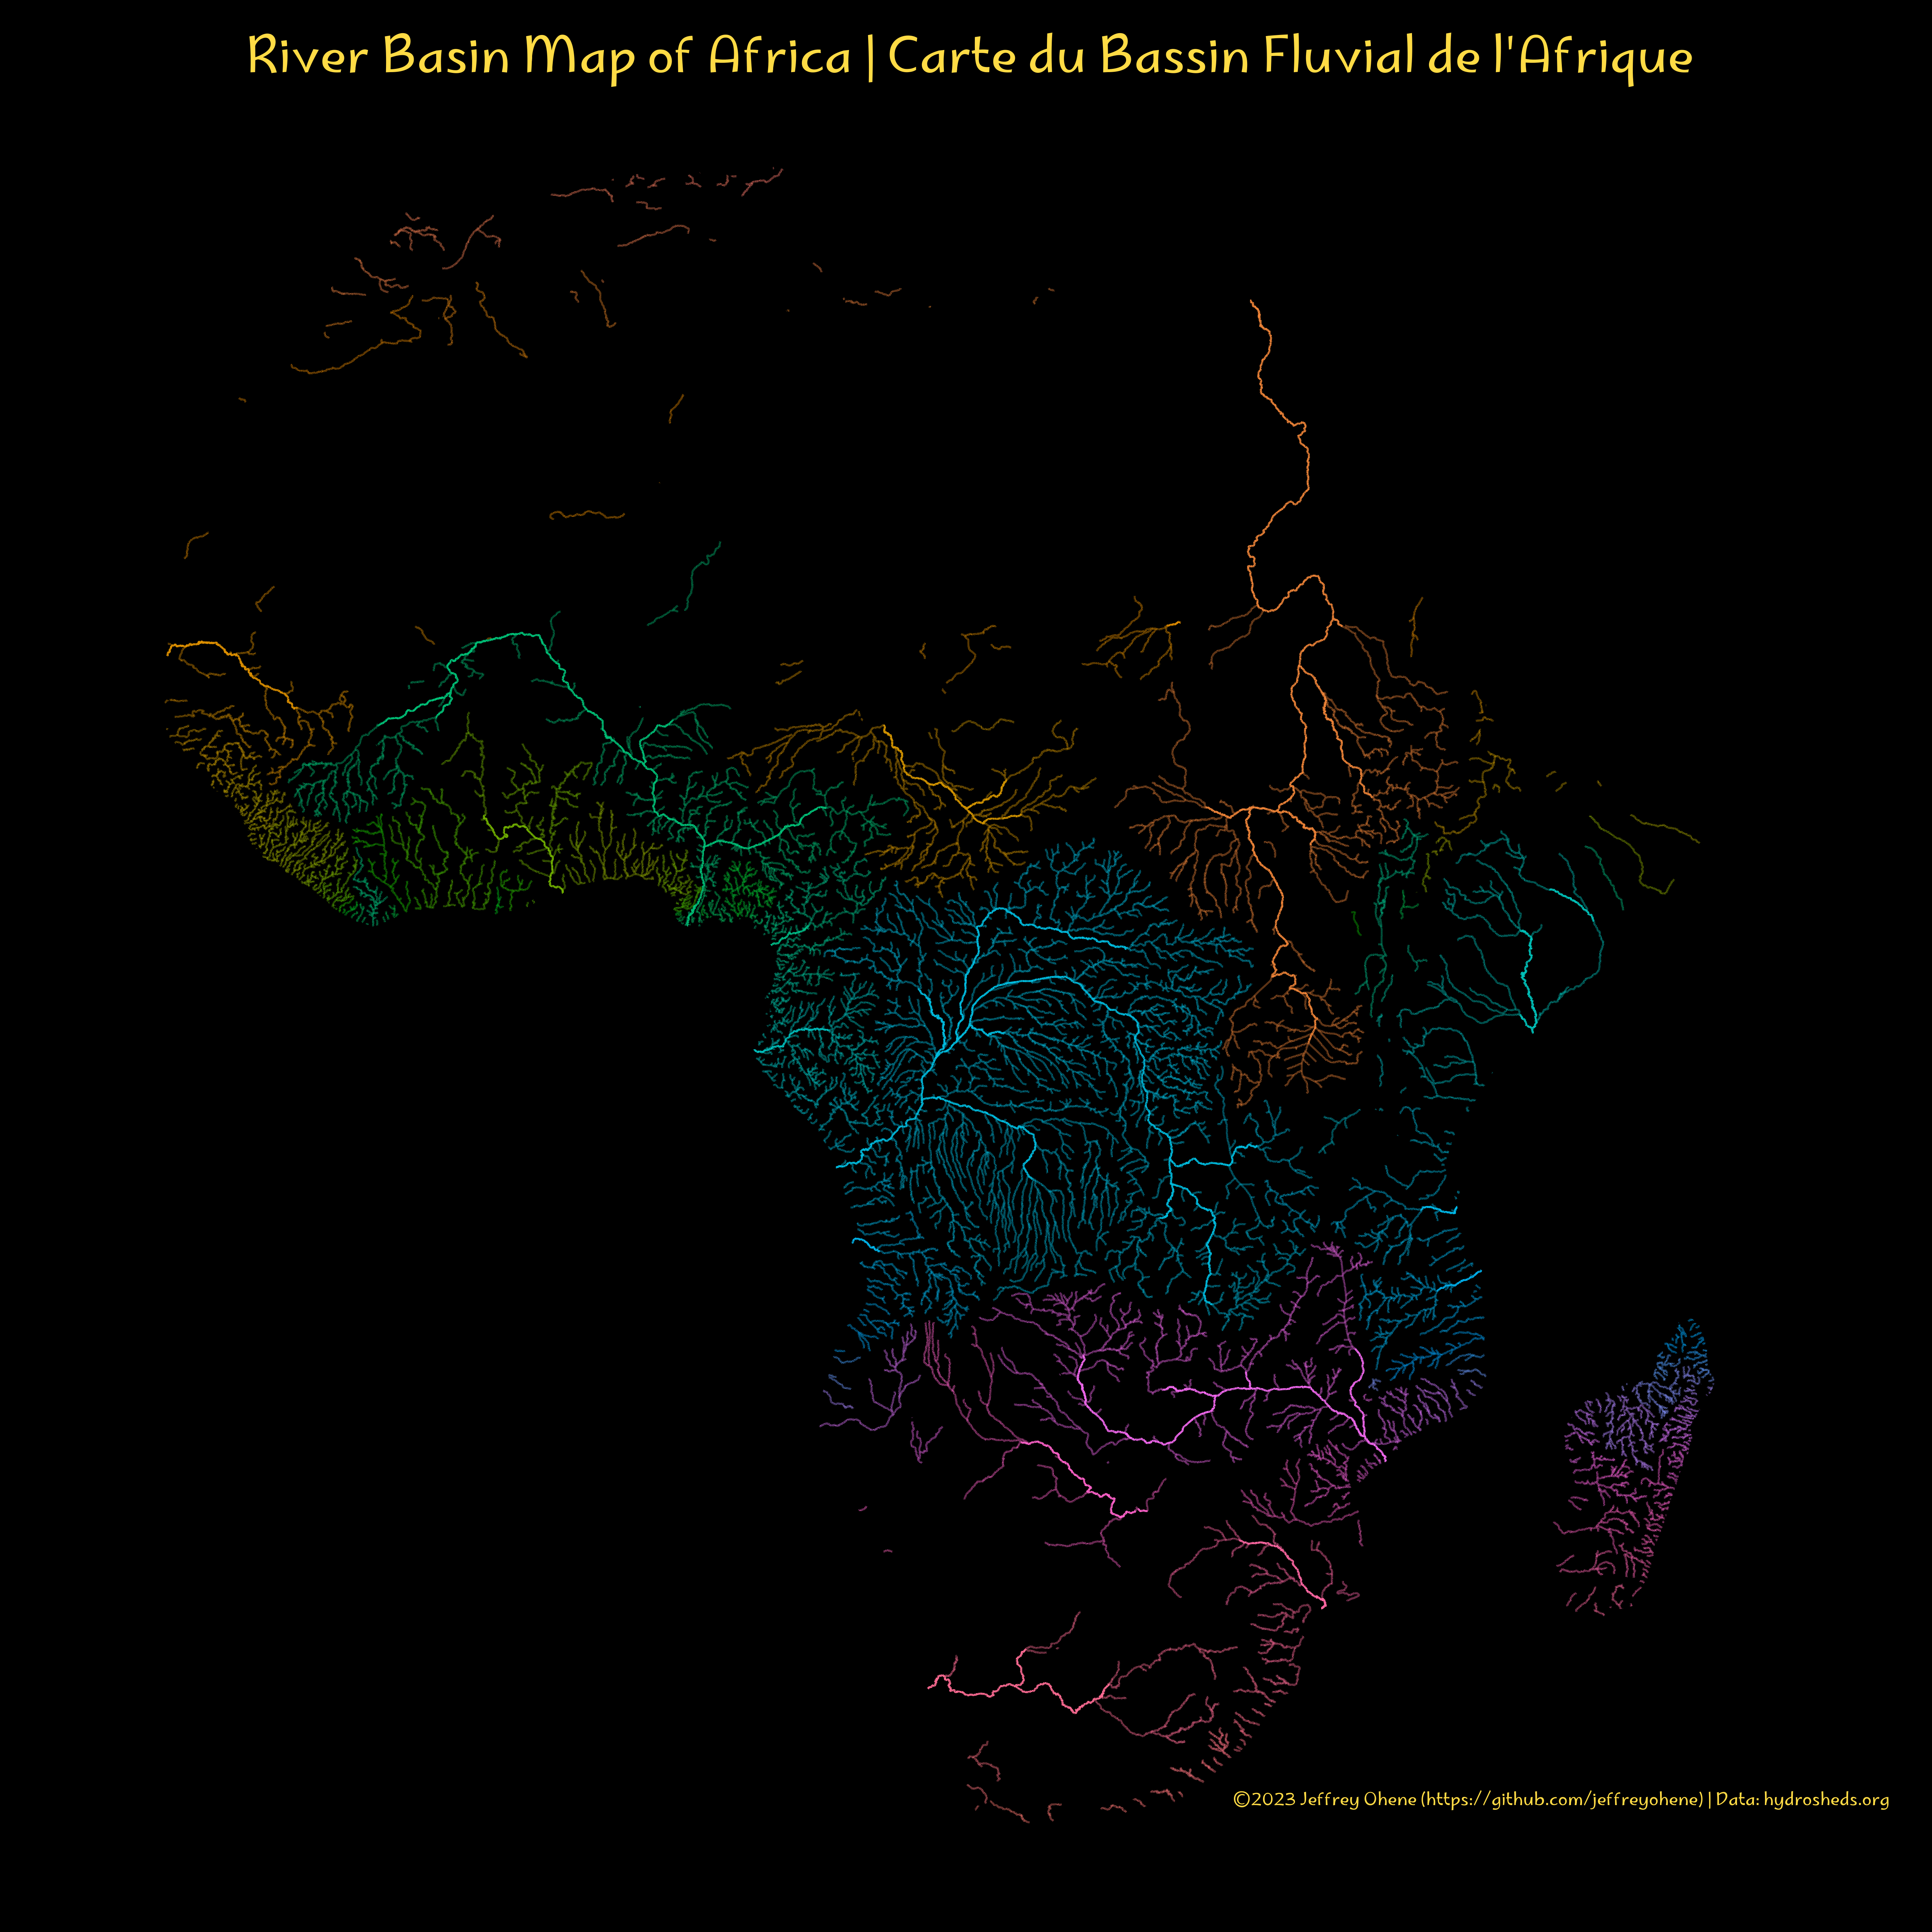 River Basin Map of Africa | Carte du Bassin Fluvial de l'Afrique
©2023 Jeffrey Ohene (https://github.com/jeffreyohene) | Data: hydrosheds.org